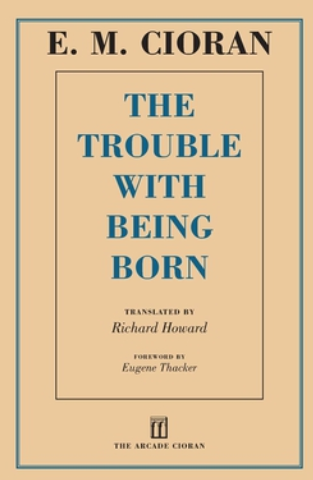 E. M. CIORAN
THE
TROUBLE
WITH
BEING
BORN
TRANSLATED BY
Richard Howard
FOREWORD BY
Eugene Thacker
THE ARCADE CIORAN